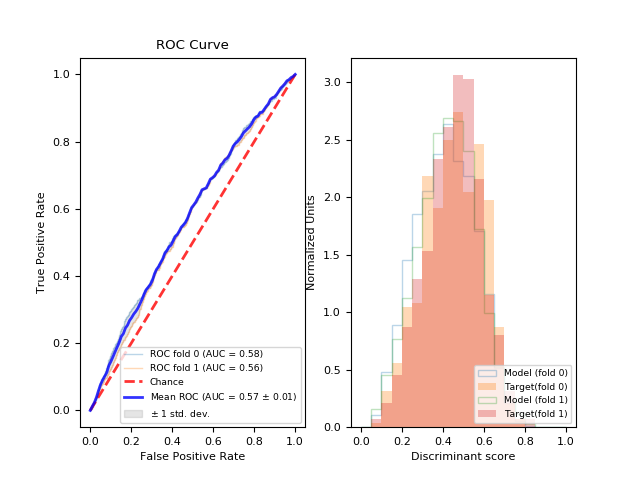 ROC Curve
1.0
0.8
0.6
0.4
0.2
0.0
True Positive Rate
0.0 0.2 0.4 0.6 0.8 1.0
False Positive Rate
ROC fold 0 (AUC = 0.58)
ROC fold 1 (AUC = 0.56)
Chance
Mean ROC (AUC = 0.57 ± 0.01)
± 1 std. dev.
3.0
2.5
2.0
1.5
1.0
0.5
0.0
Normalized Units
0.0 0.2 0.4 0.6 0.8 1.0
Discriminant score
Model (fold 0)
Target(fold 0)
Model (fold 1)
Target(fold 1)